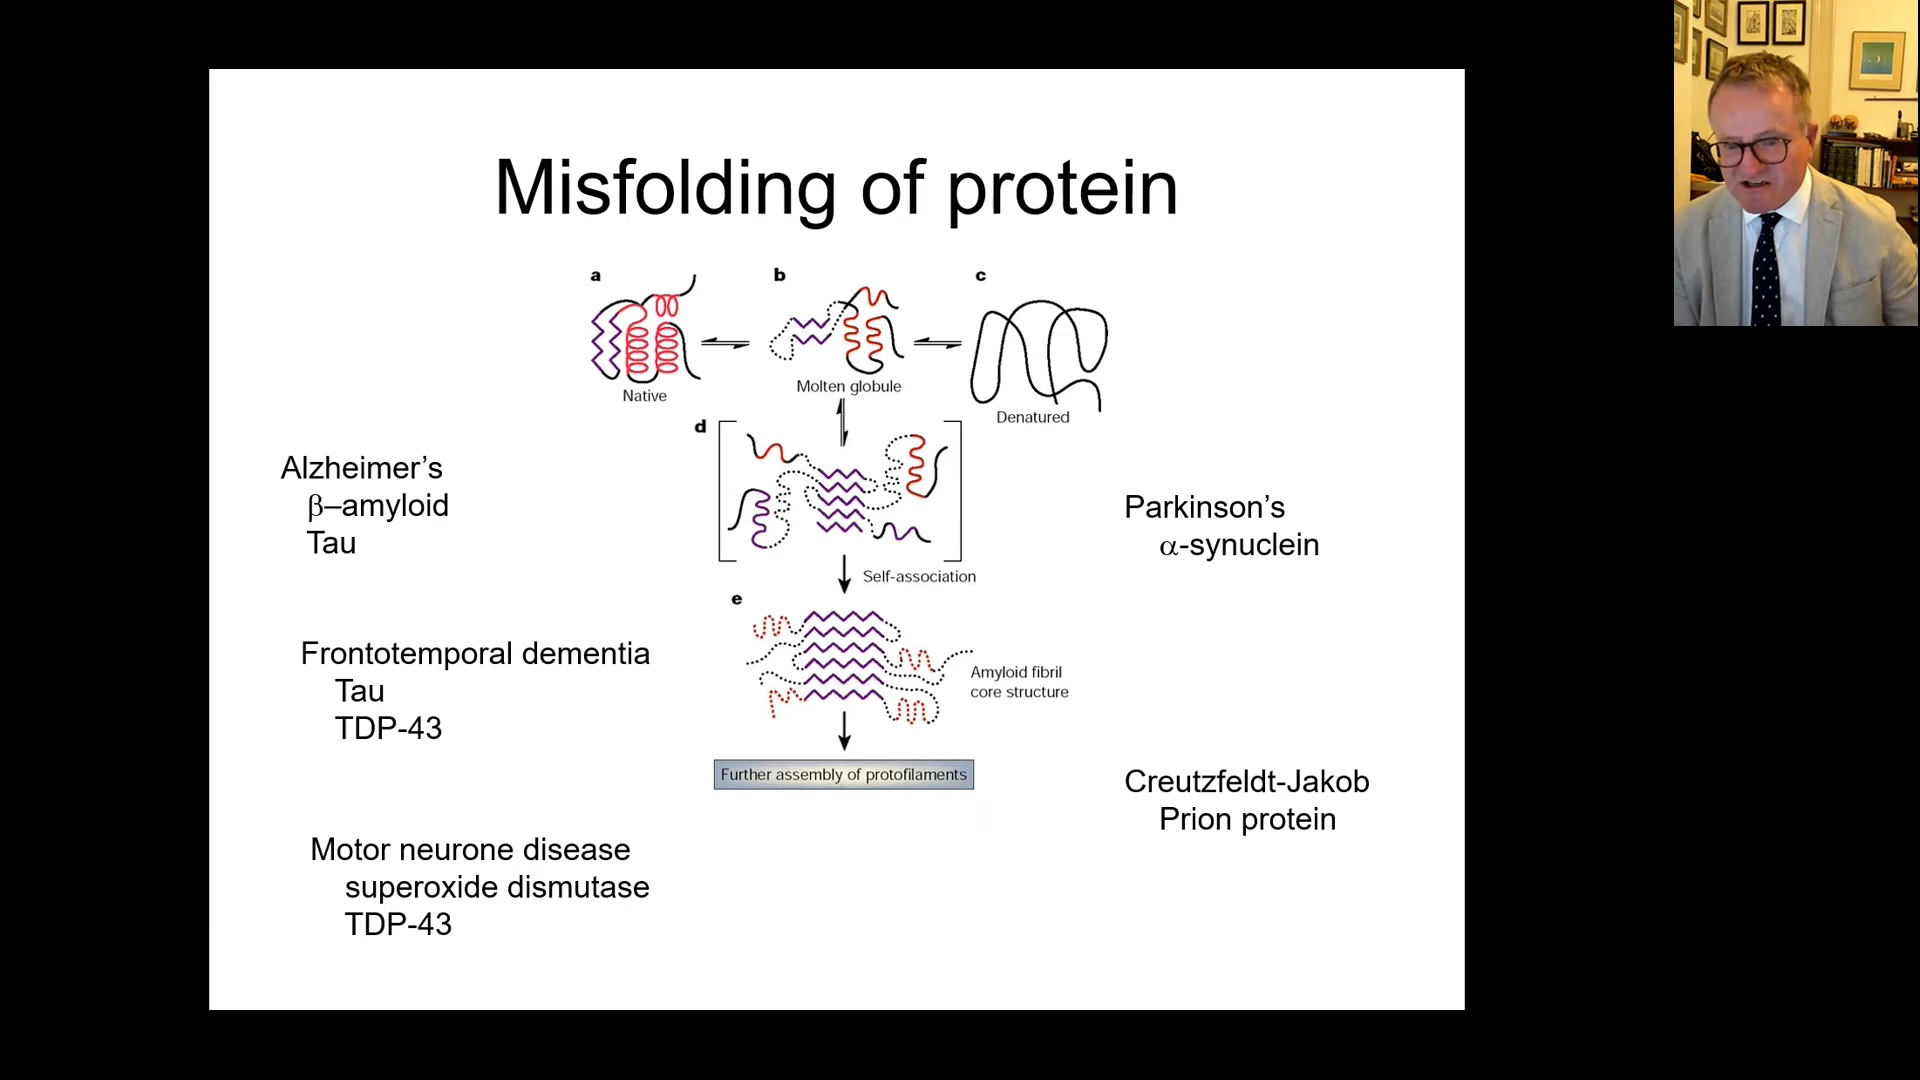 Misfolding of protein
a
b
c
Native
Molten globule
Denatured
d
Alzheimer’s
β–amyloid
Tau
Parkinson’s
α-synuclein
Self-association
e
Frontotemporal dementia
Tau
TDP-43
Amyloid fibril
core structure
Further assembly of protofilaments
Creutzfeldt-Jakob
Prion protein
Motor neurone disease
superoxide dismutase
TDP-43